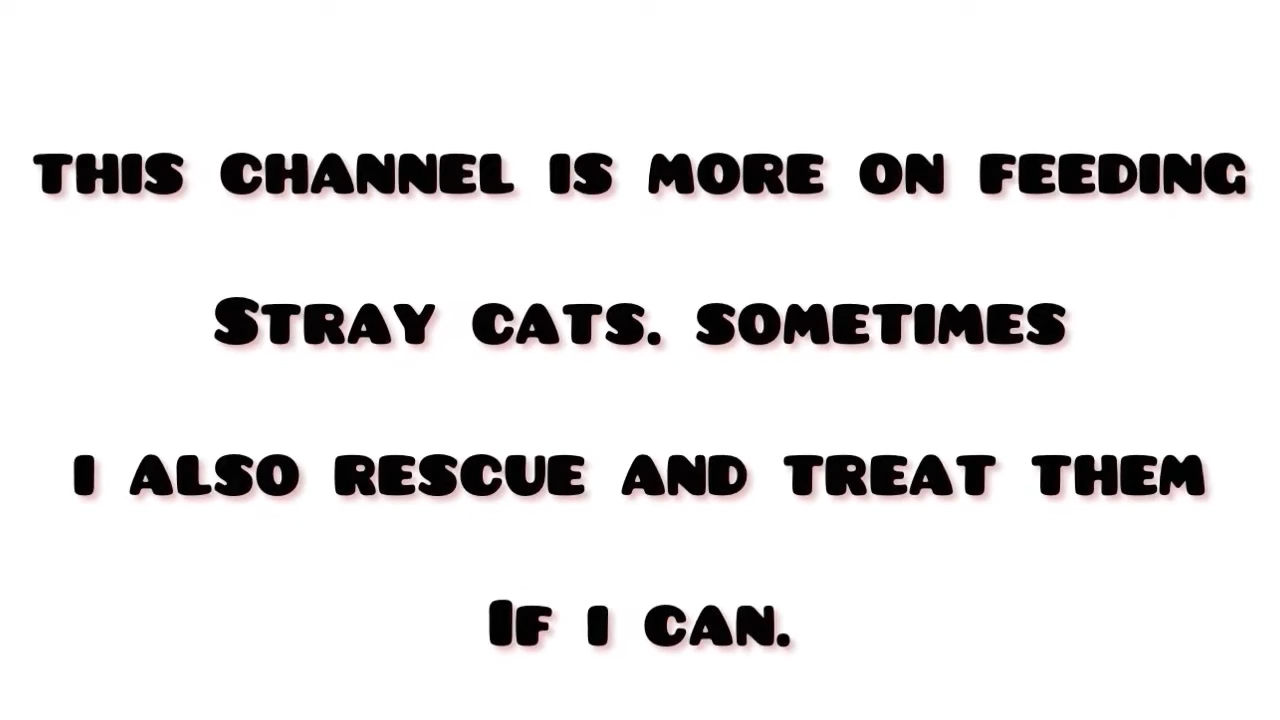 THIS CHANNEL IS MORE ON FEEDING
STRAY CATS. SOMETIMES
I ALSO RESCUE AND TREAT THEM
IF I CAN.